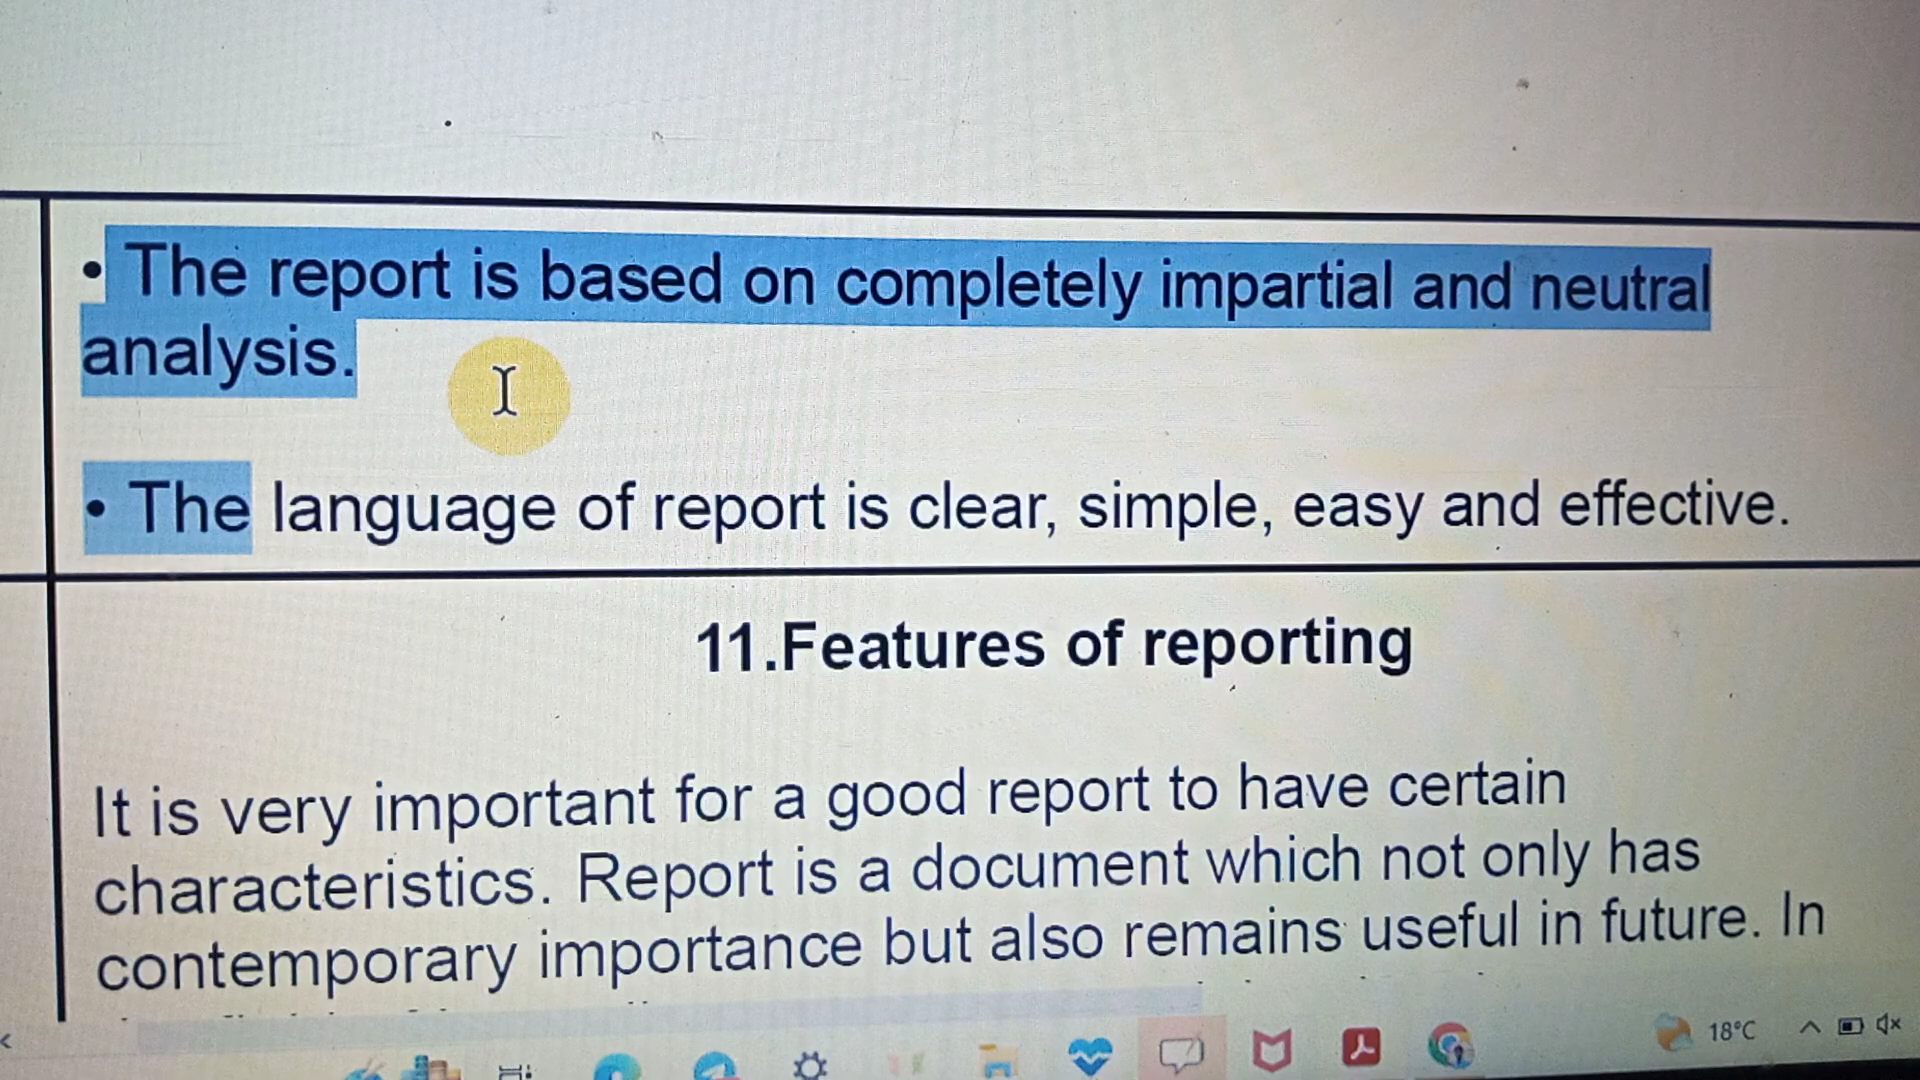 • The report is based on completely impartial and neutral
analysis.
• The language of report is clear, simple, easy and effective.
11.Features of reporting
It is very important for a good report to have certain
characteristics. Report is a document which not only has
contemporary importance but also remains useful in future. In
18°C